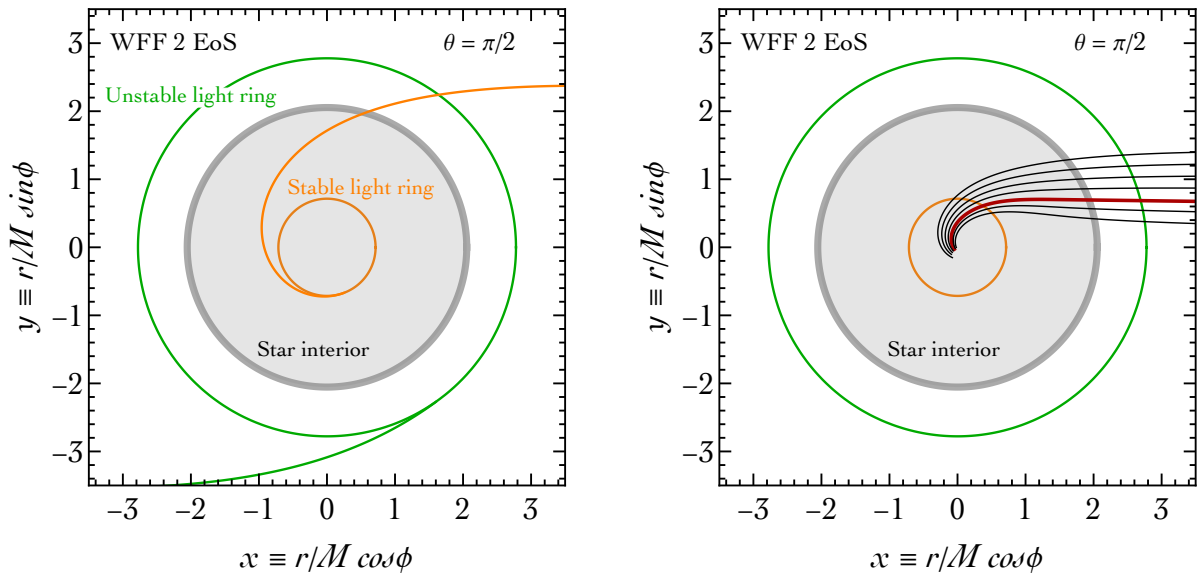 WFF 2 EoS
θ = π/2
Unstable light ring
Stable light ring
Star interior
3
2
1
0
−1
−2
−3
y ≡ r/M sinϕ
−3 −2 −1 0 1 2 3
x ≡ r/M cosϕ
WFF 2 EoS
θ = π/2
Star interior
3
2
1
0
−1
−2
−3
y ≡ r/M sinϕ
−3 −2 −1 0 1 2 3
x ≡ r/M cosϕ